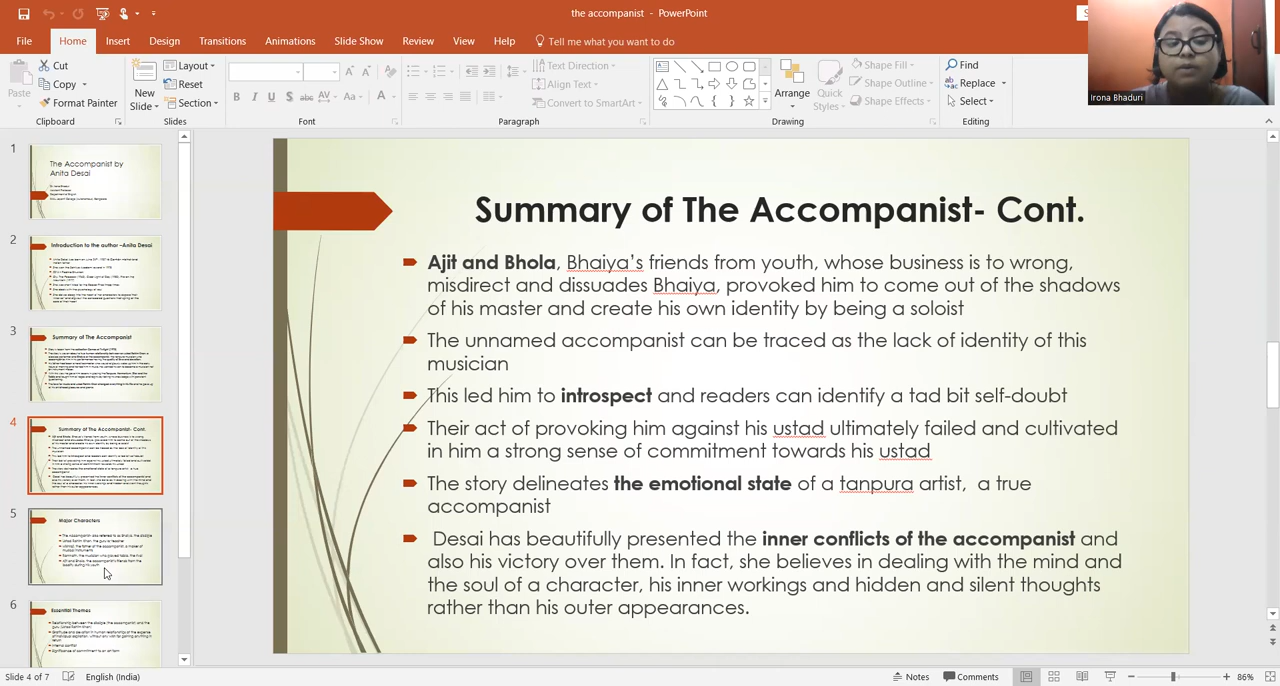 the accompanist - PowerPoint
File Home Insert Design Transitions Animations Slide Show Review View Help Tell me what you want to do
Irona Bhaduri
Paste
Cut
Copy
Format Painter
Clipboard
New
Slide
Layout
Reset
Section
Slides
Font
Text Direction
Align Text
Convert to SmartArt
Paragraph
Arrange
Quick
Styles
Shape Fill
Shape Outline
Shape Effects
Drawing
Find
Replace
Select
Editing
1
The Accompanist by
Anita Desai
2
Introduction to the author -Anita Desai
3
Summary of The Accompanist
4
Summary of The Accompanist- Cont.
5
Major Characters
6
Essential Themes
Summary of The Accompanist- Cont.
Ajit and Bhola, Bhaiya's friends from youth, whose business is to wrong,
misdirect and dissuades Bhaiya, provoked him to come out of the shadows
of his master and create his own identity by being a soloist
The unnamed accompanist can be traced as the lack of identity of this
musician
This led him to introspect and readers can identify a tad bit self-doubt
Their act of provoking him against his ustad ultimately failed and cultivated
in him a strong sense of commitment towards his ustad
The story delineates the emotional state of a tanpura artist, a true
accompanist
Desai has beautifully presented the inner conflicts of the accompanist and
also his victory over them. In fact, she believes in dealing with the mind and
the soul of a character, his inner workings and hidden and silent thoughts
rather than his outer appearances.
Slide 4 of 7 English (India) Notes Comments 86%